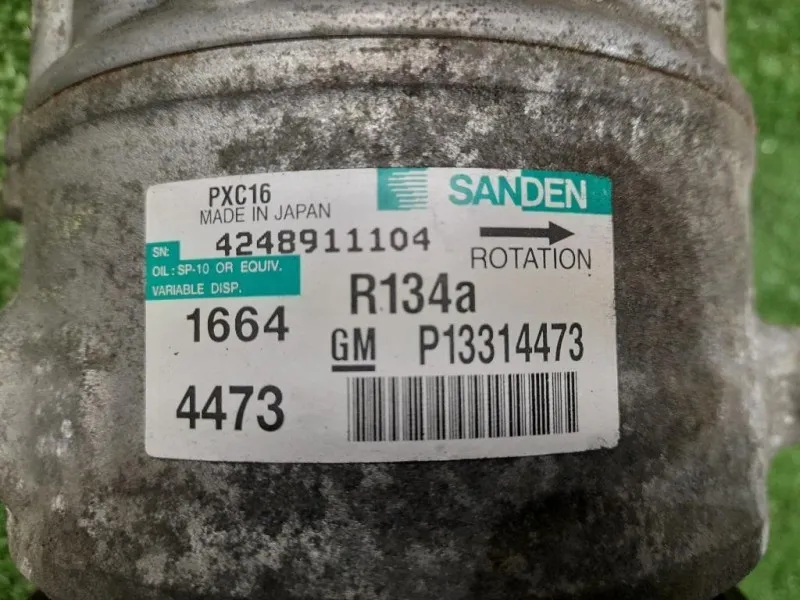 PXC16
MADE IN JAPAN
SANDEN
SN: 4248911104
ROTATION
OIL: SP-10 OR EQUIV.
VARIABLE DISP.
R134a
1664
GM P13314473
4473